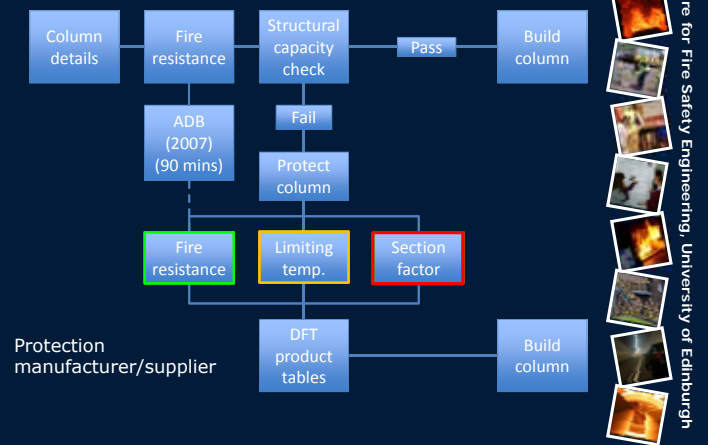 Column
details
Fire
resistance
Structural
capacity
check
Pass
Build
column
ADB
(2007)
(90 mins)
Fail
Protect
column
Fire
resistance
Limiting
temp.
Section
factor
Protection
manufacturer/supplier
DFT
product
tables
Build
column
for Fire Safety Engineering, University of Edinburgh